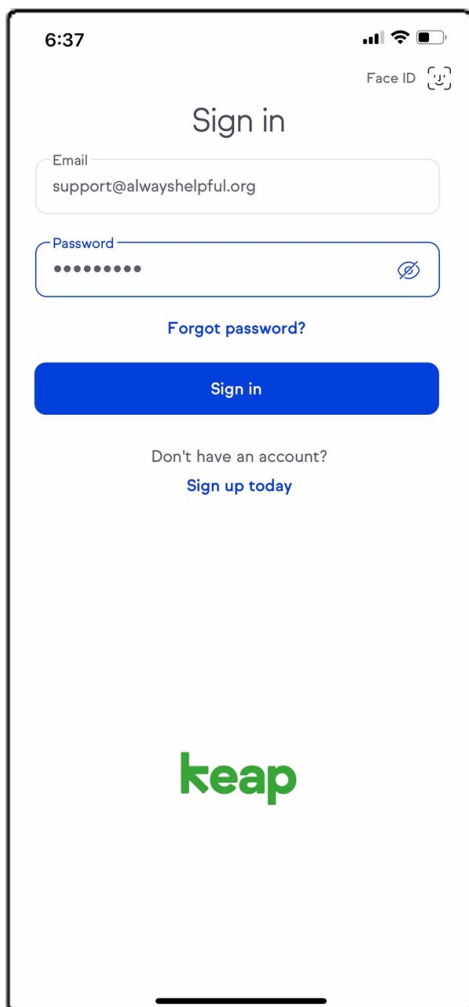 6:37
Face ID
Sign in
Email
support@alwayshelpful.org
Password
•••••••••
Forgot password?
Sign in
Don't have an account?
Sign up today
keap